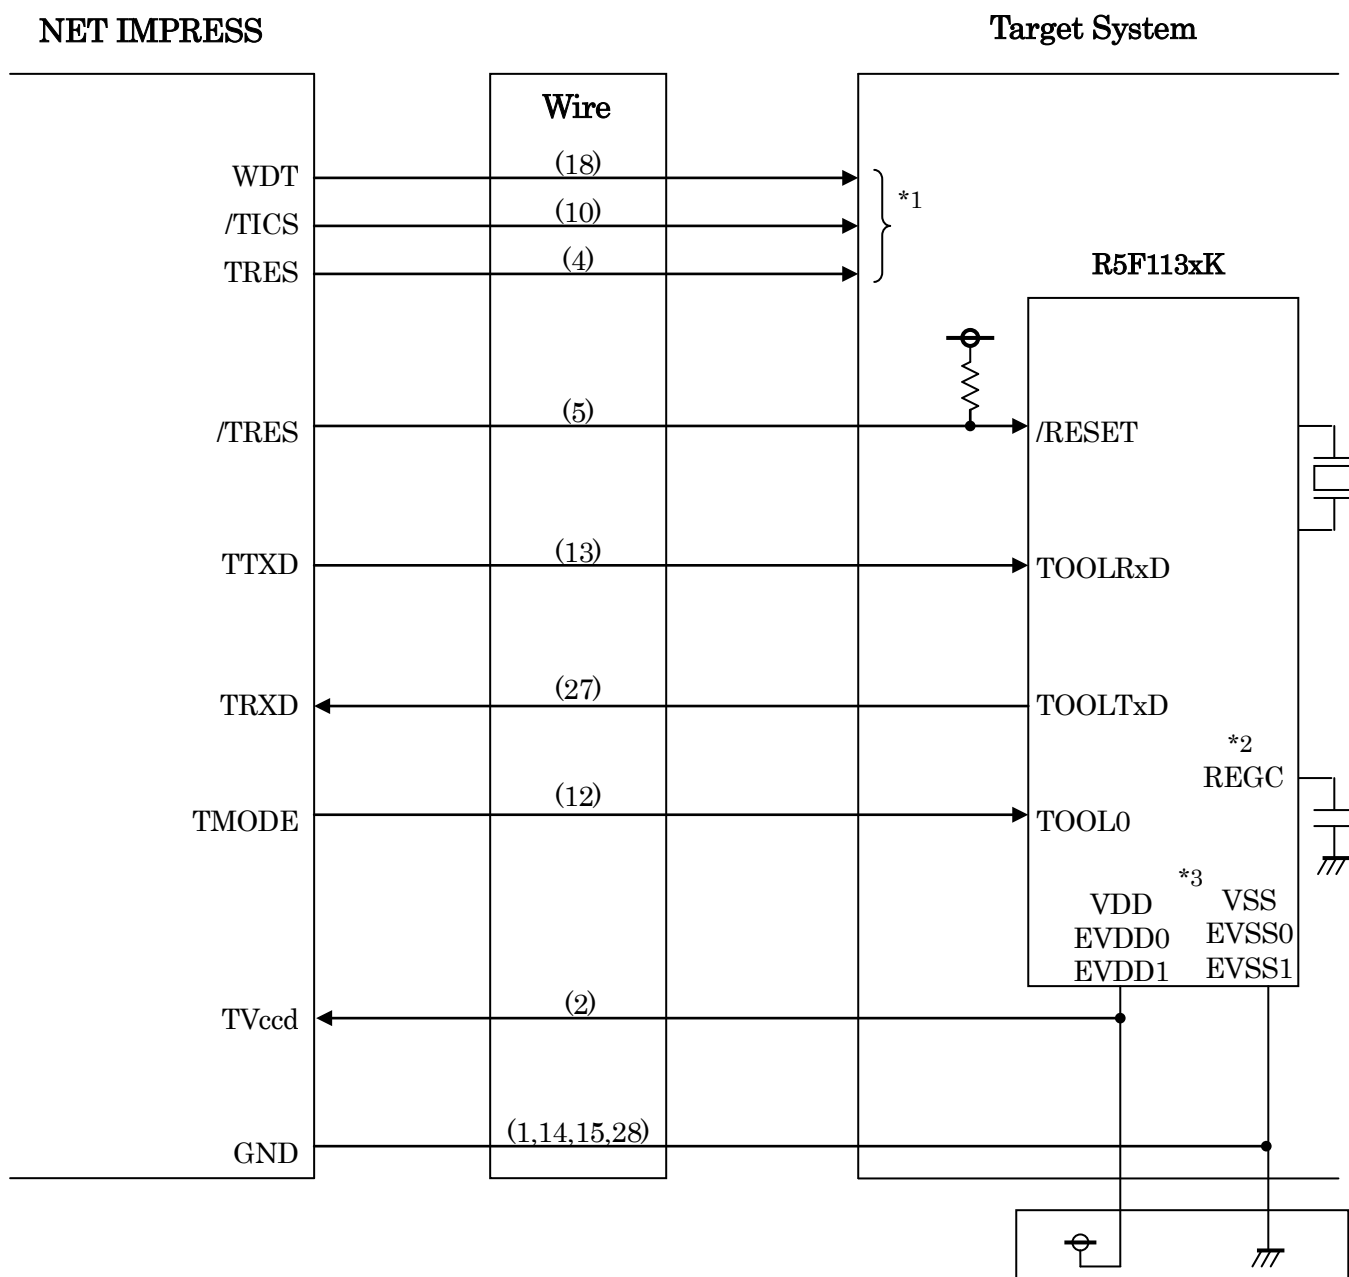 NET IMPRESS
Target System
Wire
WDT
(18)
/TICS
(10)
*1
TRES
(4)
R5F113xK
/TRES
(5)
/RESET
TTXD
(13)
TOOLRxD
TRXD
(27)
TOOLTxD
*2
REGC
TMODE
(12)
TOOL0
*3
VDD
VSS
EVDD0
EVSS0
EVDD1
EVSS1
TVccd
(2)
GND
(1,14,15,28)